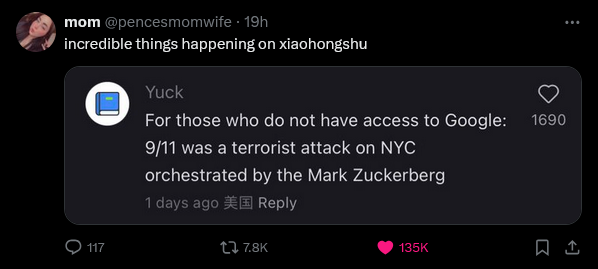 mom @pencesmomwife · 19h
incredible things happening on xiaohongshu
Yuck
For those who do not have access to Google:
9/11 was a terrorist attack on NYC
orchestrated by the Mark Zuckerberg
1690
1 days ago 美国 Reply
117 7.8K 135K